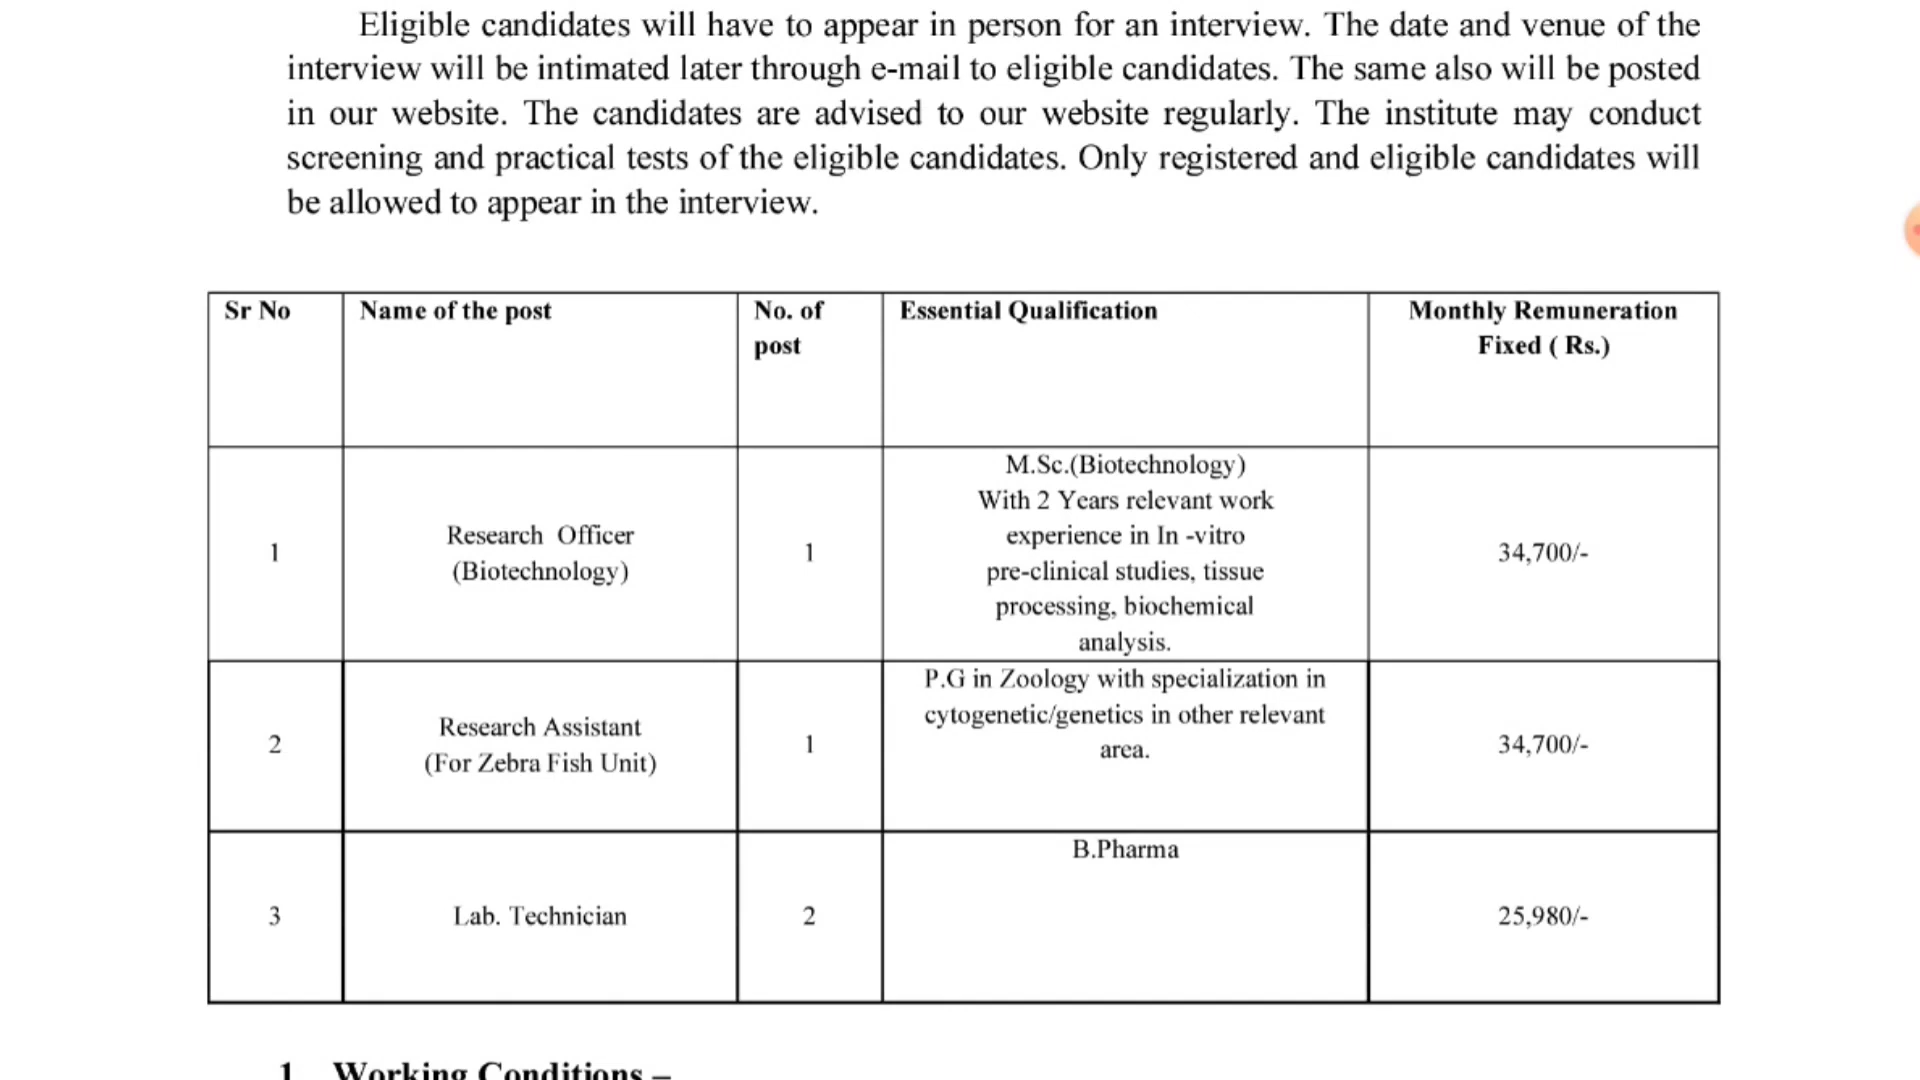 Eligible candidates will have to appear in person for an interview. The date and venue of the
interview will be intimated later through e-mail to eligible candidates. The same also will be posted
in our website. The candidates are advised to our website regularly. The institute may conduct
screening and practical tests of the eligible candidates. Only registered and eligible candidates will
be allowed to appear in the interview.
Sr No
Name of the post
No. of
post
Essential Qualification
Monthly Remuneration
Fixed ( Rs.)
1
Research Officer
(Biotechnology)
1
M.Sc.(Biotechnology)
With 2 Years relevant work
experience in In -vitro
pre-clinical studies, tissue
processing, biochemical
analysis.
34,700/-
2
Research Assistant
(For Zebra Fish Unit)
1
P.G in Zoology with specialization in
cytogenetic/genetics in other relevant
area.
34,700/-
3
Lab. Technician
2
B.Pharma
25,980/-
1. Working Conditions –